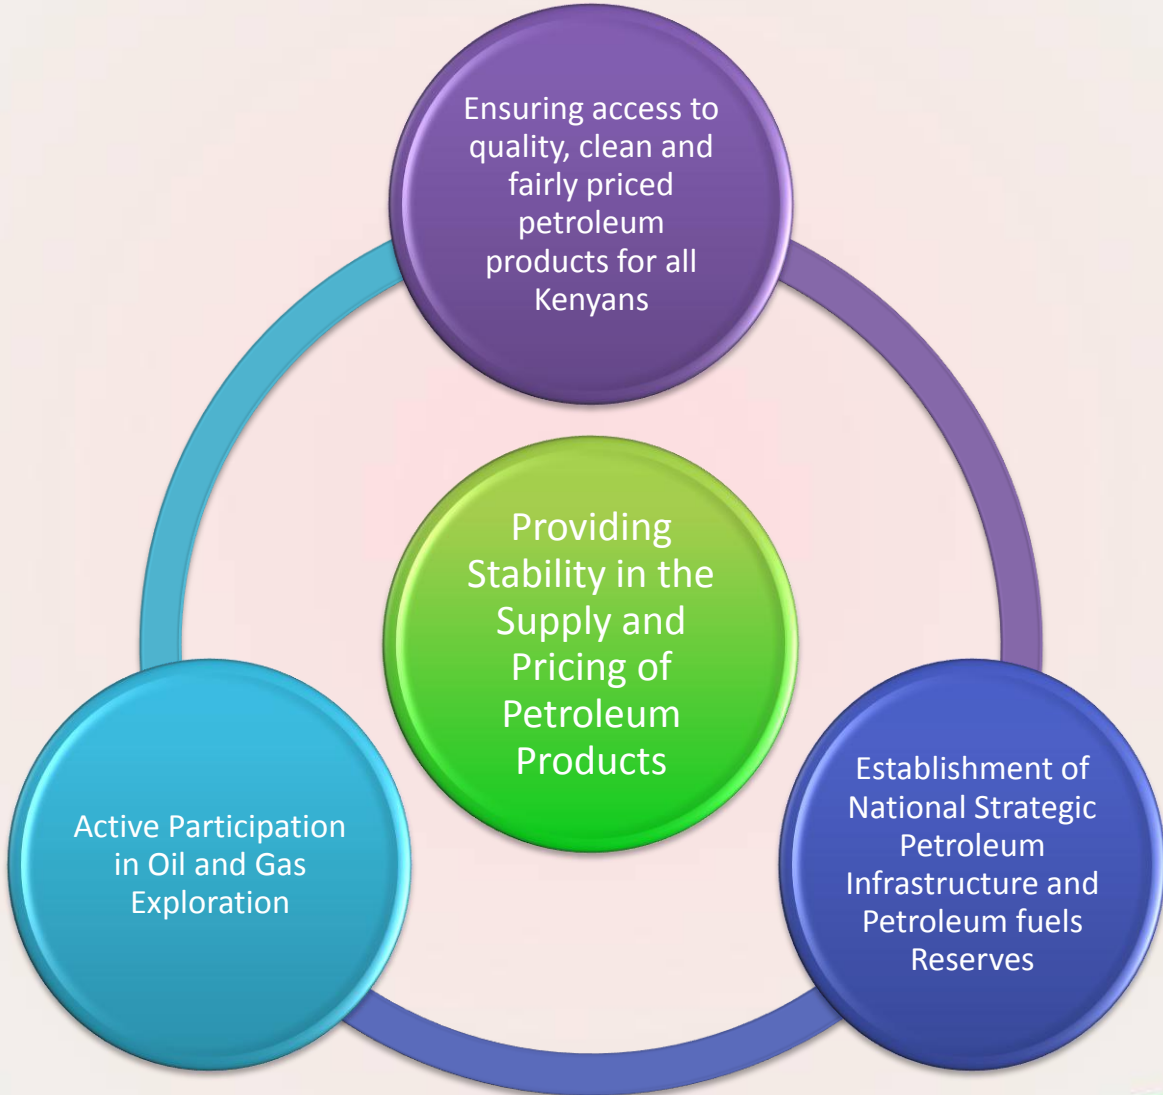 Ensuring access to
quality, clean and
fairly priced
petroleum
products for all
Kenyans
Providing
Stability in the
Supply and
Pricing of
Petroleum
Products
Active Participation
in Oil and Gas
Exploration
Establishment of
National Strategic
Petroleum
Infrastructure and
Petroleum fuels
Reserves